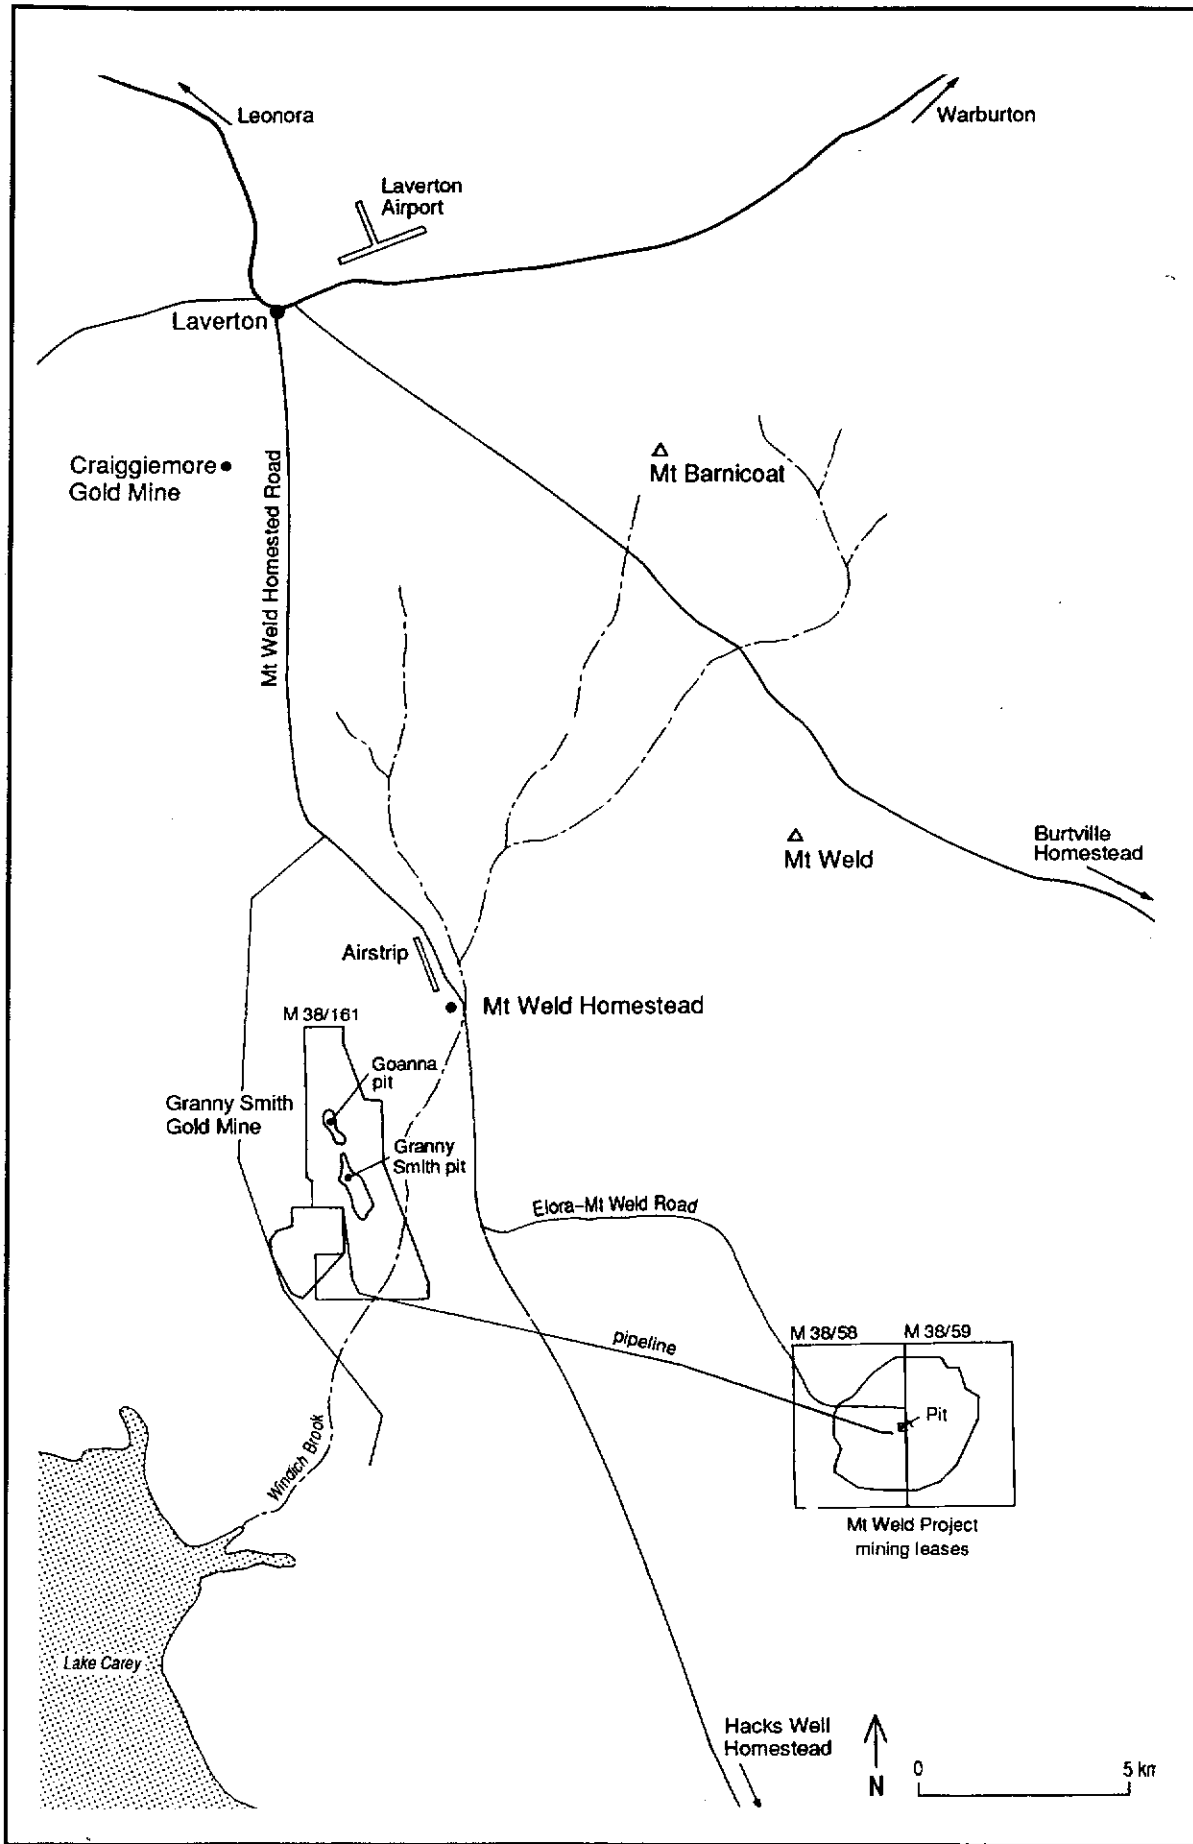 Leonora
Warburton
Laverton
Airport
Laverton
Craiggiemore
Gold Mine
Mt Weld Homested Road
Mt Barnicoat
Mt Weld
Burtville
Homestead
Airstrip
Mt Weld Homestead
M 38/161
Goanna
pit
Granny Smith
Gold Mine
Granny
Smith pit
Elora–Mt Weld Road
pipeline
M 38/58
M 38/59
Pit
Windich Brook
Mt Weld Project
mining leases
Lake Carey
Hacks Well
Homestead
N
0
5 km